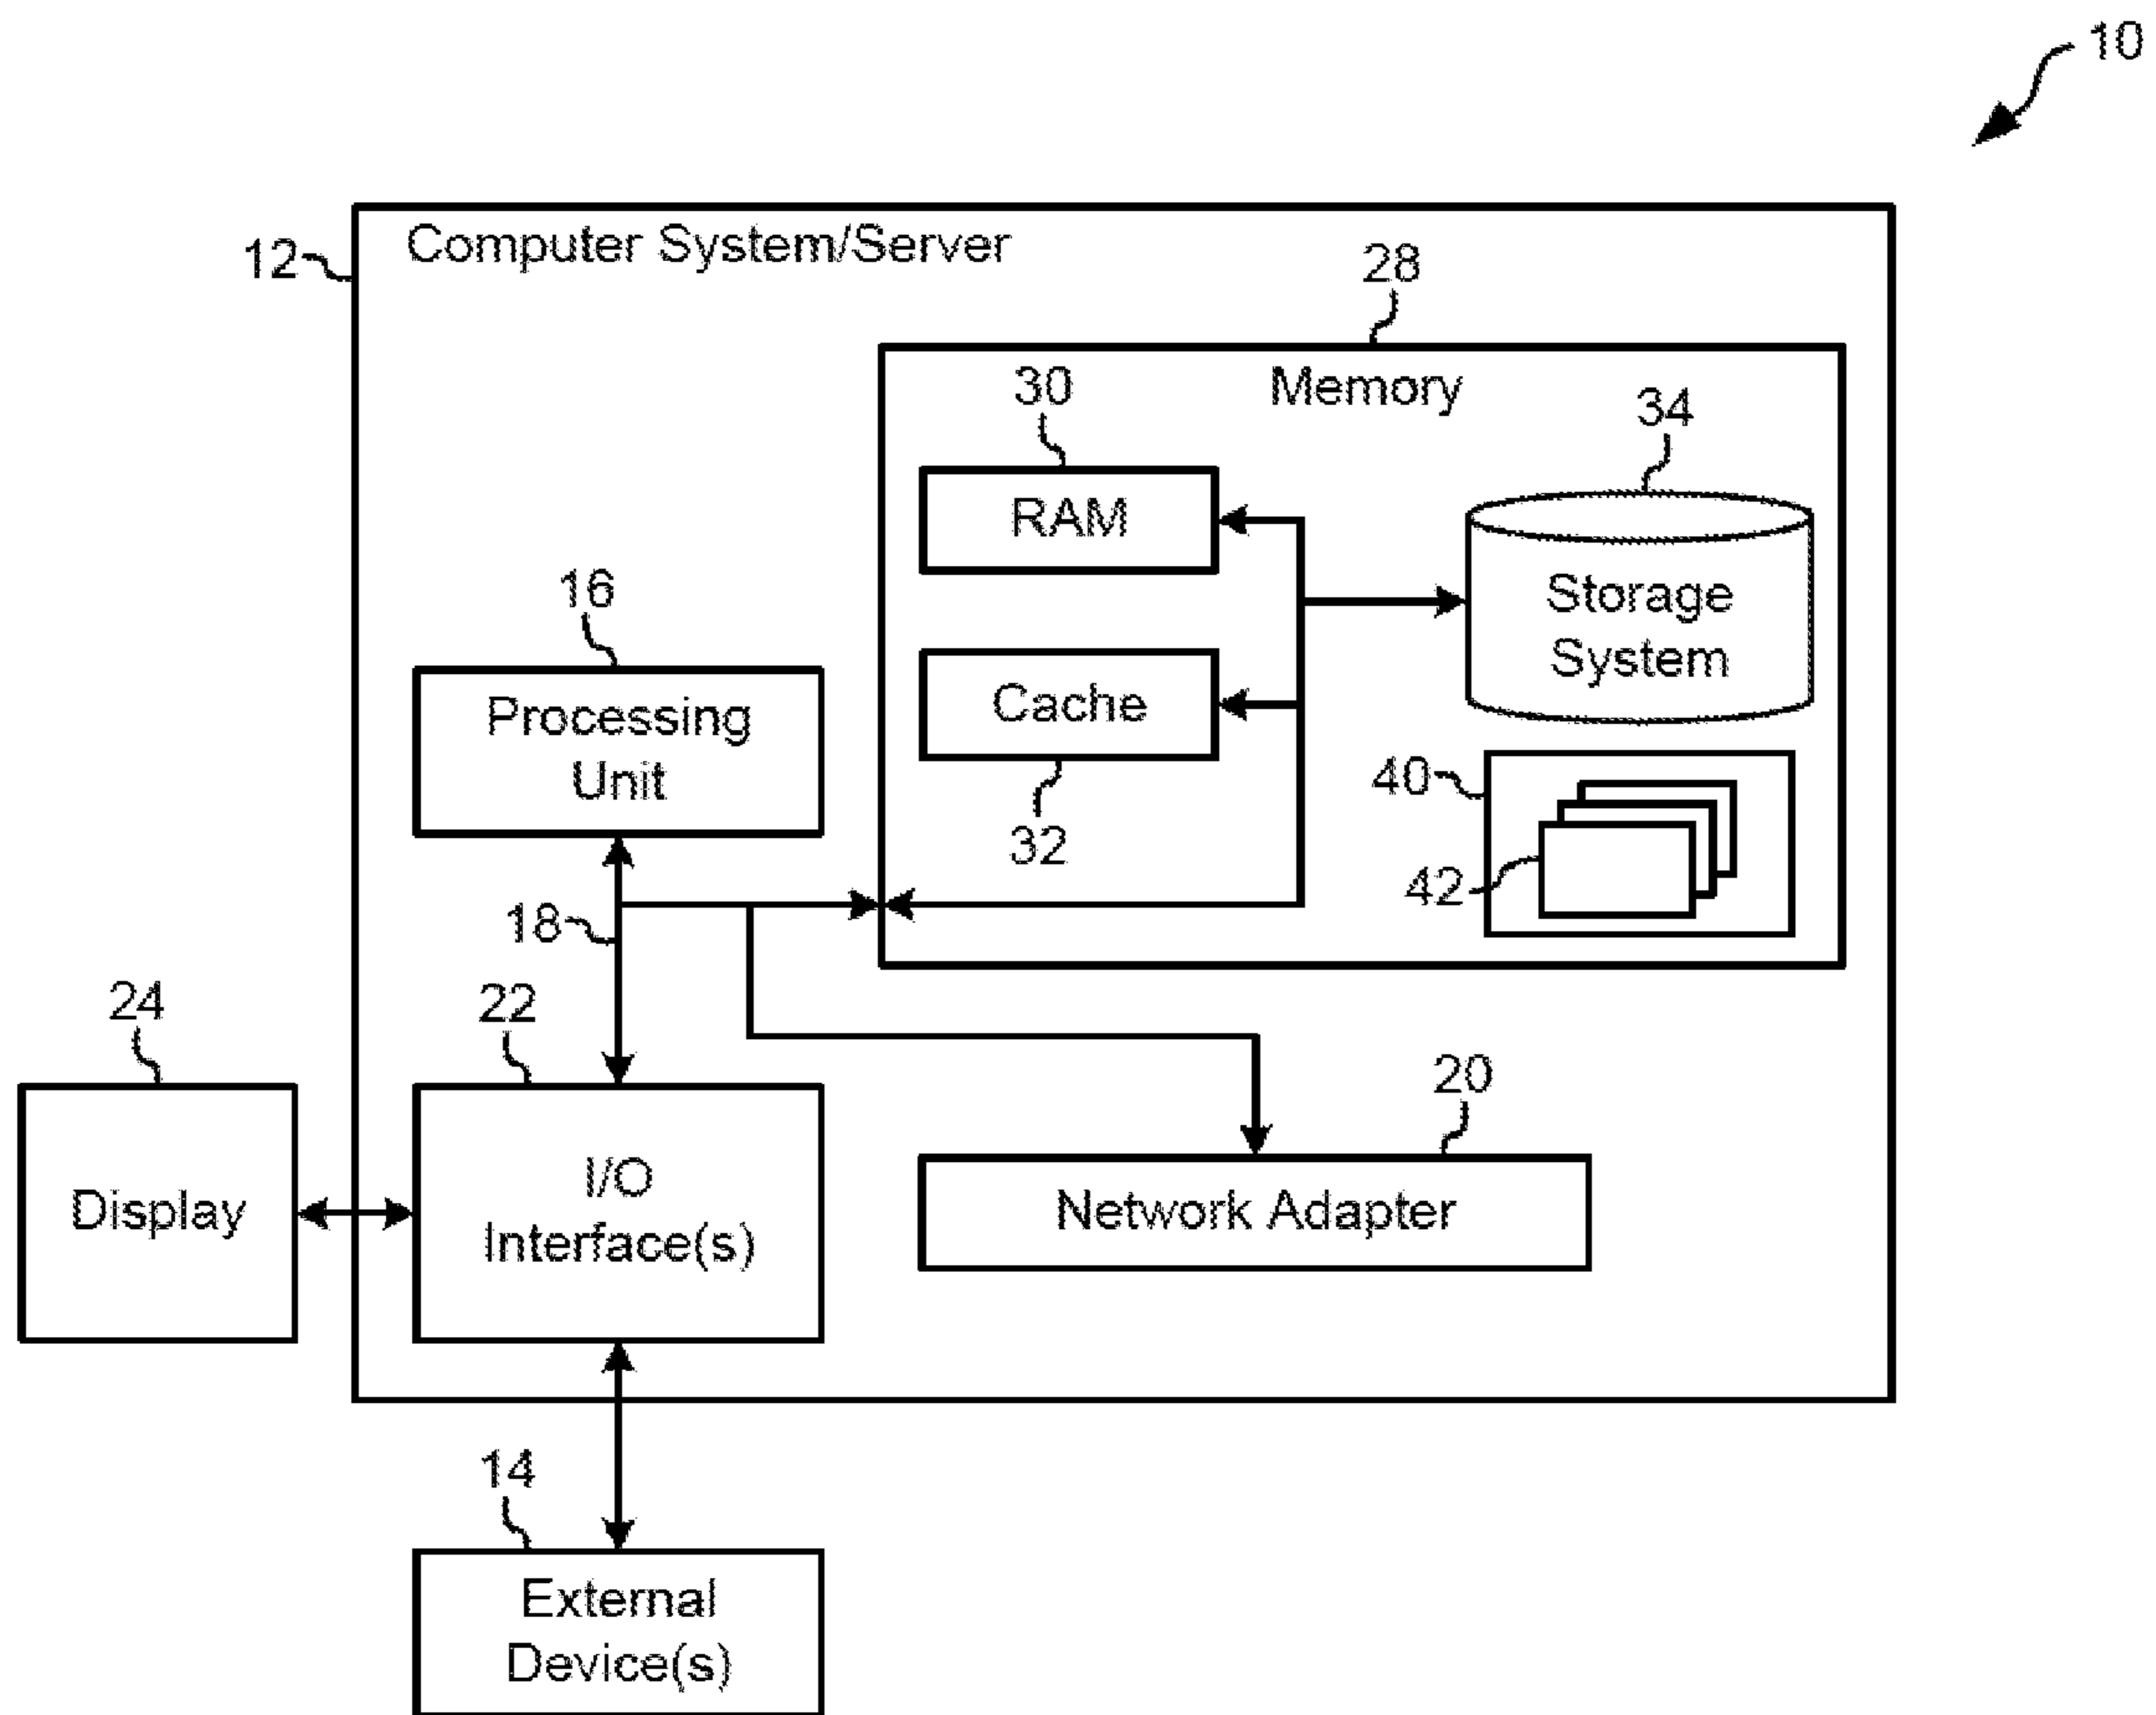 10
12
Computer System/Server
28
30
Memory
34
RAM
Storage
System
16
Processing
Unit
Cache
32
40
42
18
24
22
20
Display
I/O
Interface(s)
Network Adapter
14
External
Device(s)